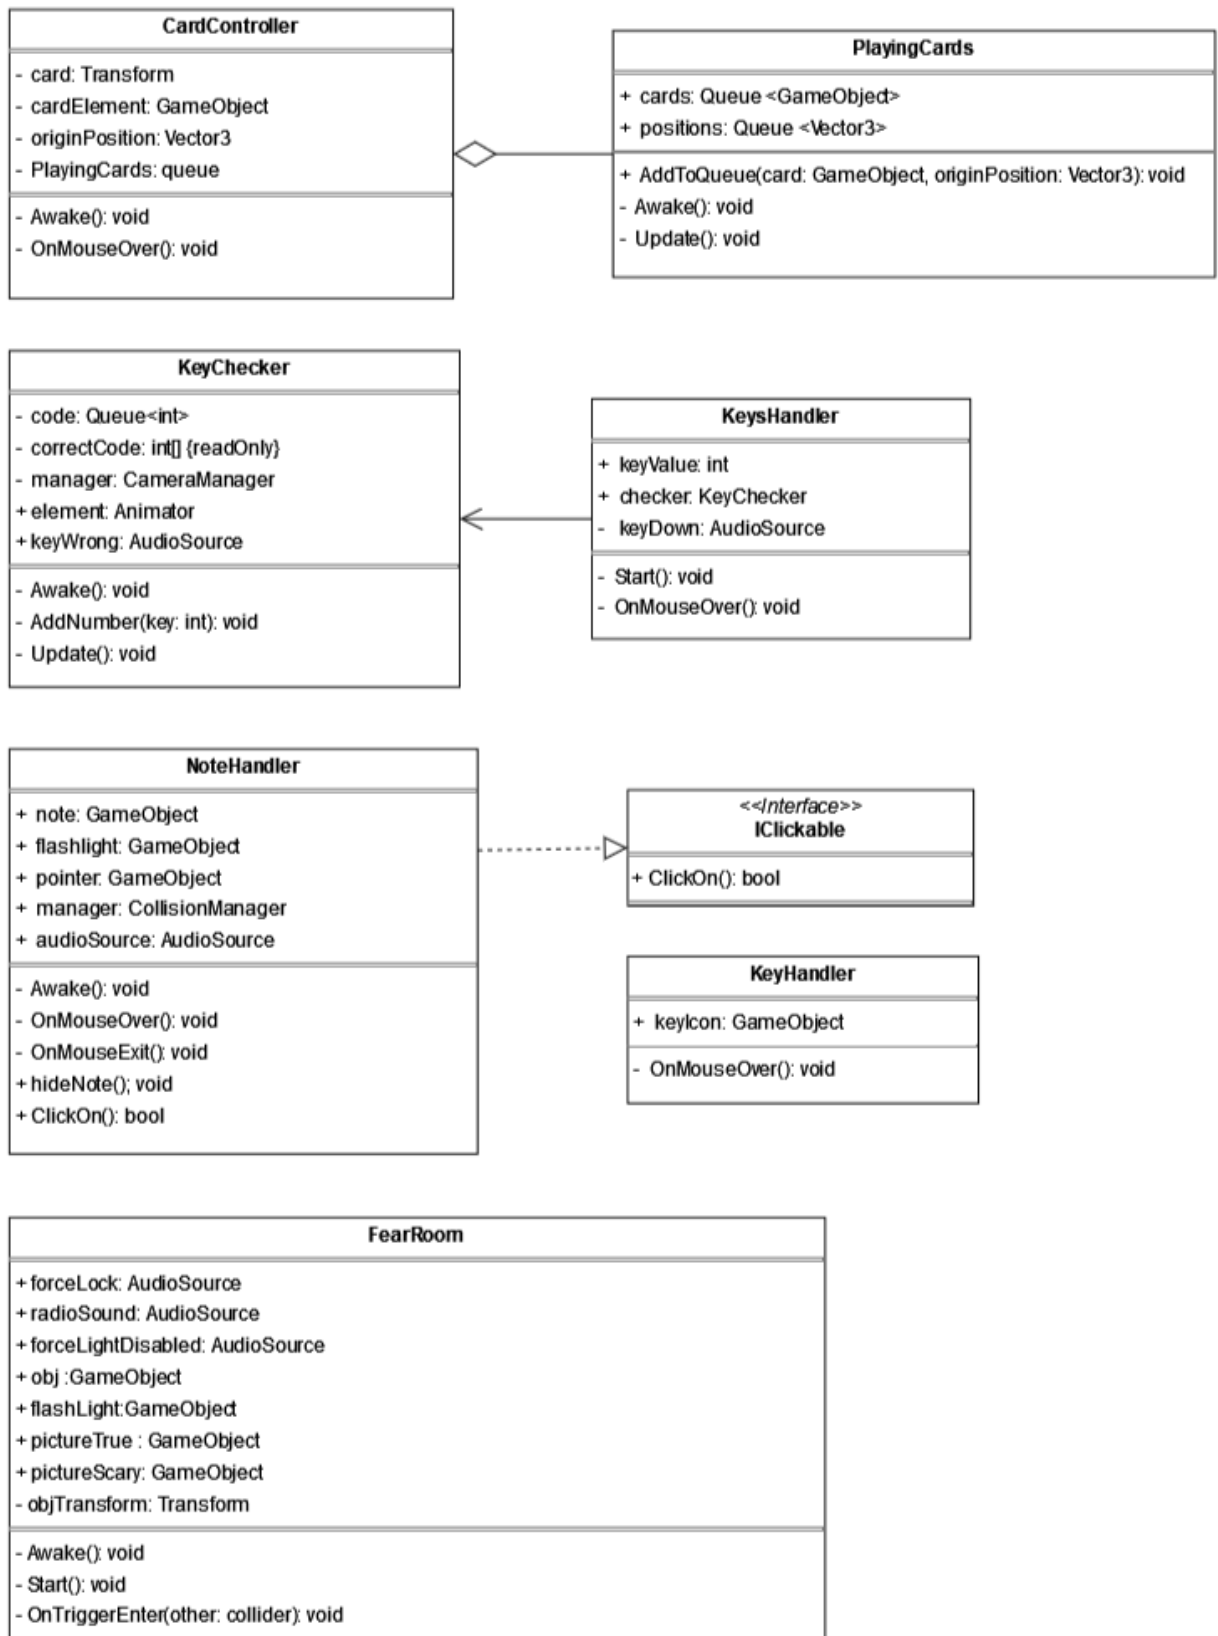 CardController
- card: Transform
- cardElement: GameObject
- originPosition: Vector3
- PlayingCards: queue
- Awake(): void
- OnMouseOver(): void
PlayingCards
+ cards: Queue <GameObject>
+ positions: Queue <Vector3>
+ AddToQueue(card: GameObject, originPosition: Vector3): void
- Awake(): void
- Update(): void
KeyChecker
- code: Queue<int>
- correctCode: int[] {readOnly}
- manager: CameraManager
+ element: Animator
+ keyWrong: AudioSource
- Awake(): void
- AddNumber(key: int): void
- Update(): void
KeysHandler
+ keyValue: int
+ checker: KeyChecker
- keyDown: AudioSource
- Start(): void
- OnMouseOver(): void
NoteHandler
+ note: GameObject
+ flashlight: GameObject
+ pointer: GameObject
+ manager: CollisionManager
+ audioSource: AudioSource
- Awake(): void
- OnMouseOver(): void
- OnMouseExit(): void
+ hideNote(); void
+ ClickOn(): bool
<<Interface>>
IClickable
+ ClickOn(): bool
KeyHandler
+ keyIcon: GameObject
- OnMouseOver(): void
FearRoom
+ forceLock: AudioSource
+ radioSound: AudioSource
+ forceLightDisabled: AudioSource
+ obj :GameObject
+ flashLight:GameObject
+ pictureTrue : GameObject
+ pictureScary: GameObject
- objTransform: Transform
- Awake(): void
- Start(): void
- OnTriggerEnter(other: collider): void